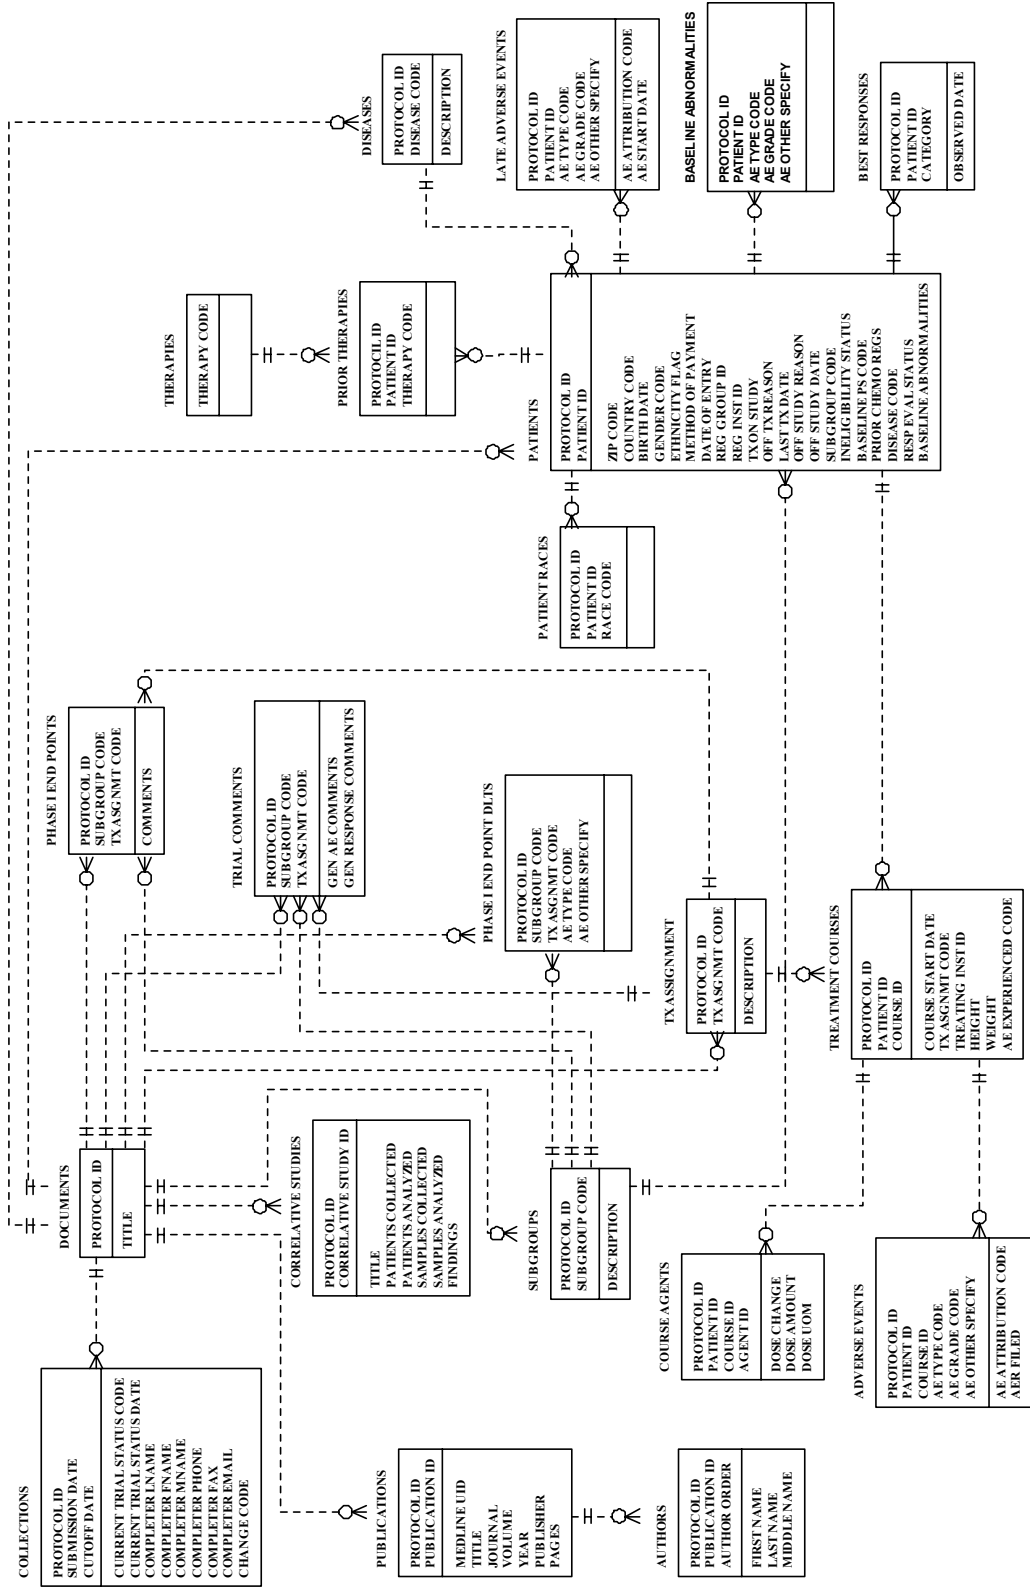 COLLECTIONS
PROTOCOL ID
SUBMISSION DATE
CUTOFF DATE
CURRENT TRIAL STATUS CODE
CURRENT TRIAL STATUS DATE
COMPLETER LNAME
COMPLETER FNAME
COMPLETER MNAME
COMPLETER PHONE
COMPLETER FAX
COMPLETER EMAIL
CHANGE CODE
DOCUMENTS
PROTOCOL ID
TITLE
PHASE I END POINTS
PROTOCOL ID
SUBGROUP CODE
TX ASGNMT CODE
COMMENTS
THERAPIES
THERAPY CODE
DISEASES
PROTOCOL ID
DISEASE CODE
DESCRIPTION
TRIAL COMMENTS
PROTOCOL ID
SUBGROUP CODE
TX ASGNMT CODE
GEN AE COMMENTS
GEN RESPONSE COMMENTS
PRIOR THERAPIES
PROTOCIL ID
PATIENT ID
THERAPY CODE
CORRELATIVE STUDIES
PROTOCOL ID
CORRELATIVE STUDY ID
TITLE
PATIENTS COLLECTED
PATIENTS ANALYZED
SAMPLES COLLECTED
SAMPLES ANALYZED
FINDINGS
PUBLICATIONS
PROTOCOL ID
PUBLICATION ID
MEDLINE UID
TITLE
JOURNAL
VOLUME
YEAR
PUBLISHER
PAGES
PHASE I END POINT DLTS
PROTOCOL ID
SUBGROUP CODE
TX ASGNMT CODE
AE TYPE CODE
AE OTHER SPECIFY
LATE ADVERSE EVENTS
PROTOCOL ID
PATIENT ID
AE TYPE CODE
AE GRADE CODE
AE OTHER SPECIFY
AE ATTRIBUTION CODE
AE START DATE
SUBGROUPS
PROTOCOL ID
SUBGROUP CODE
DESCRIPTION
PATIENT RACES
PROTOCOL ID
PATIENT ID
RACE CODE
PATIENTS
PROTOCOL ID
PATIENT ID
ZIP CODE
COUNTRY CODE
BIRTH DATE
GENDER CODE
ETHNICITY FLAG
METHOD OF PAYMENT
DATE OF ENTRY
REG GROUP ID
REG INST ID
TX ON STUDY
OFF TX REASON
LAST TX DATE
OFF STUDY REASON
OFF STUDY DATE
SUBGROUP CODE
INELIGIBILITY STATUS
BASELINE PS CODE
PRIOR CHEMO REGS
DISEASE CODE
RESP EVAL STATUS
BASELINE ABNORMALITIES
AUTHORS
PROTOCOL ID
PUBLICATION ID
AUTHOR ORDER
FIRST NAME
LAST NAME
MIDDLE NAME
COURSE AGENTS
PROTOCOL ID
PATIENT ID
COURSE ID
AGENT ID
DOSE CHANGE
DOSE AMOUNT
DOSE UOM
TX ASSIGNMENT
PROTOCOL ID
TX ASGNMT CODE
DESCRIPTION
BASELINE ABNORMALITIES
PROTOCOL ID
PATIENT ID
AE TYPE CODE
AE GRADE CODE
AE OTHER SPECIFY
ADVERSE EVENTS
PROTOCOL ID
PATIENT ID
COURSE ID
AE TYPE CODE
AE GRADE CODE
AE OTHER SPECIFY
AE ATTRIBUTION CODE
AER FILED
TREATMENT COURSES
PROTOCOL ID
PATIENT ID
COURSE ID
COURSE START DATE
TX ASGNMT CODE
TREATING INST ID
HEIGHT
WEIGHT
AE EXPERIENCED CODE
BEST RESPONSES
PROTOCOL ID
PATIENT ID
CATEGORY
OBSERVED DATE